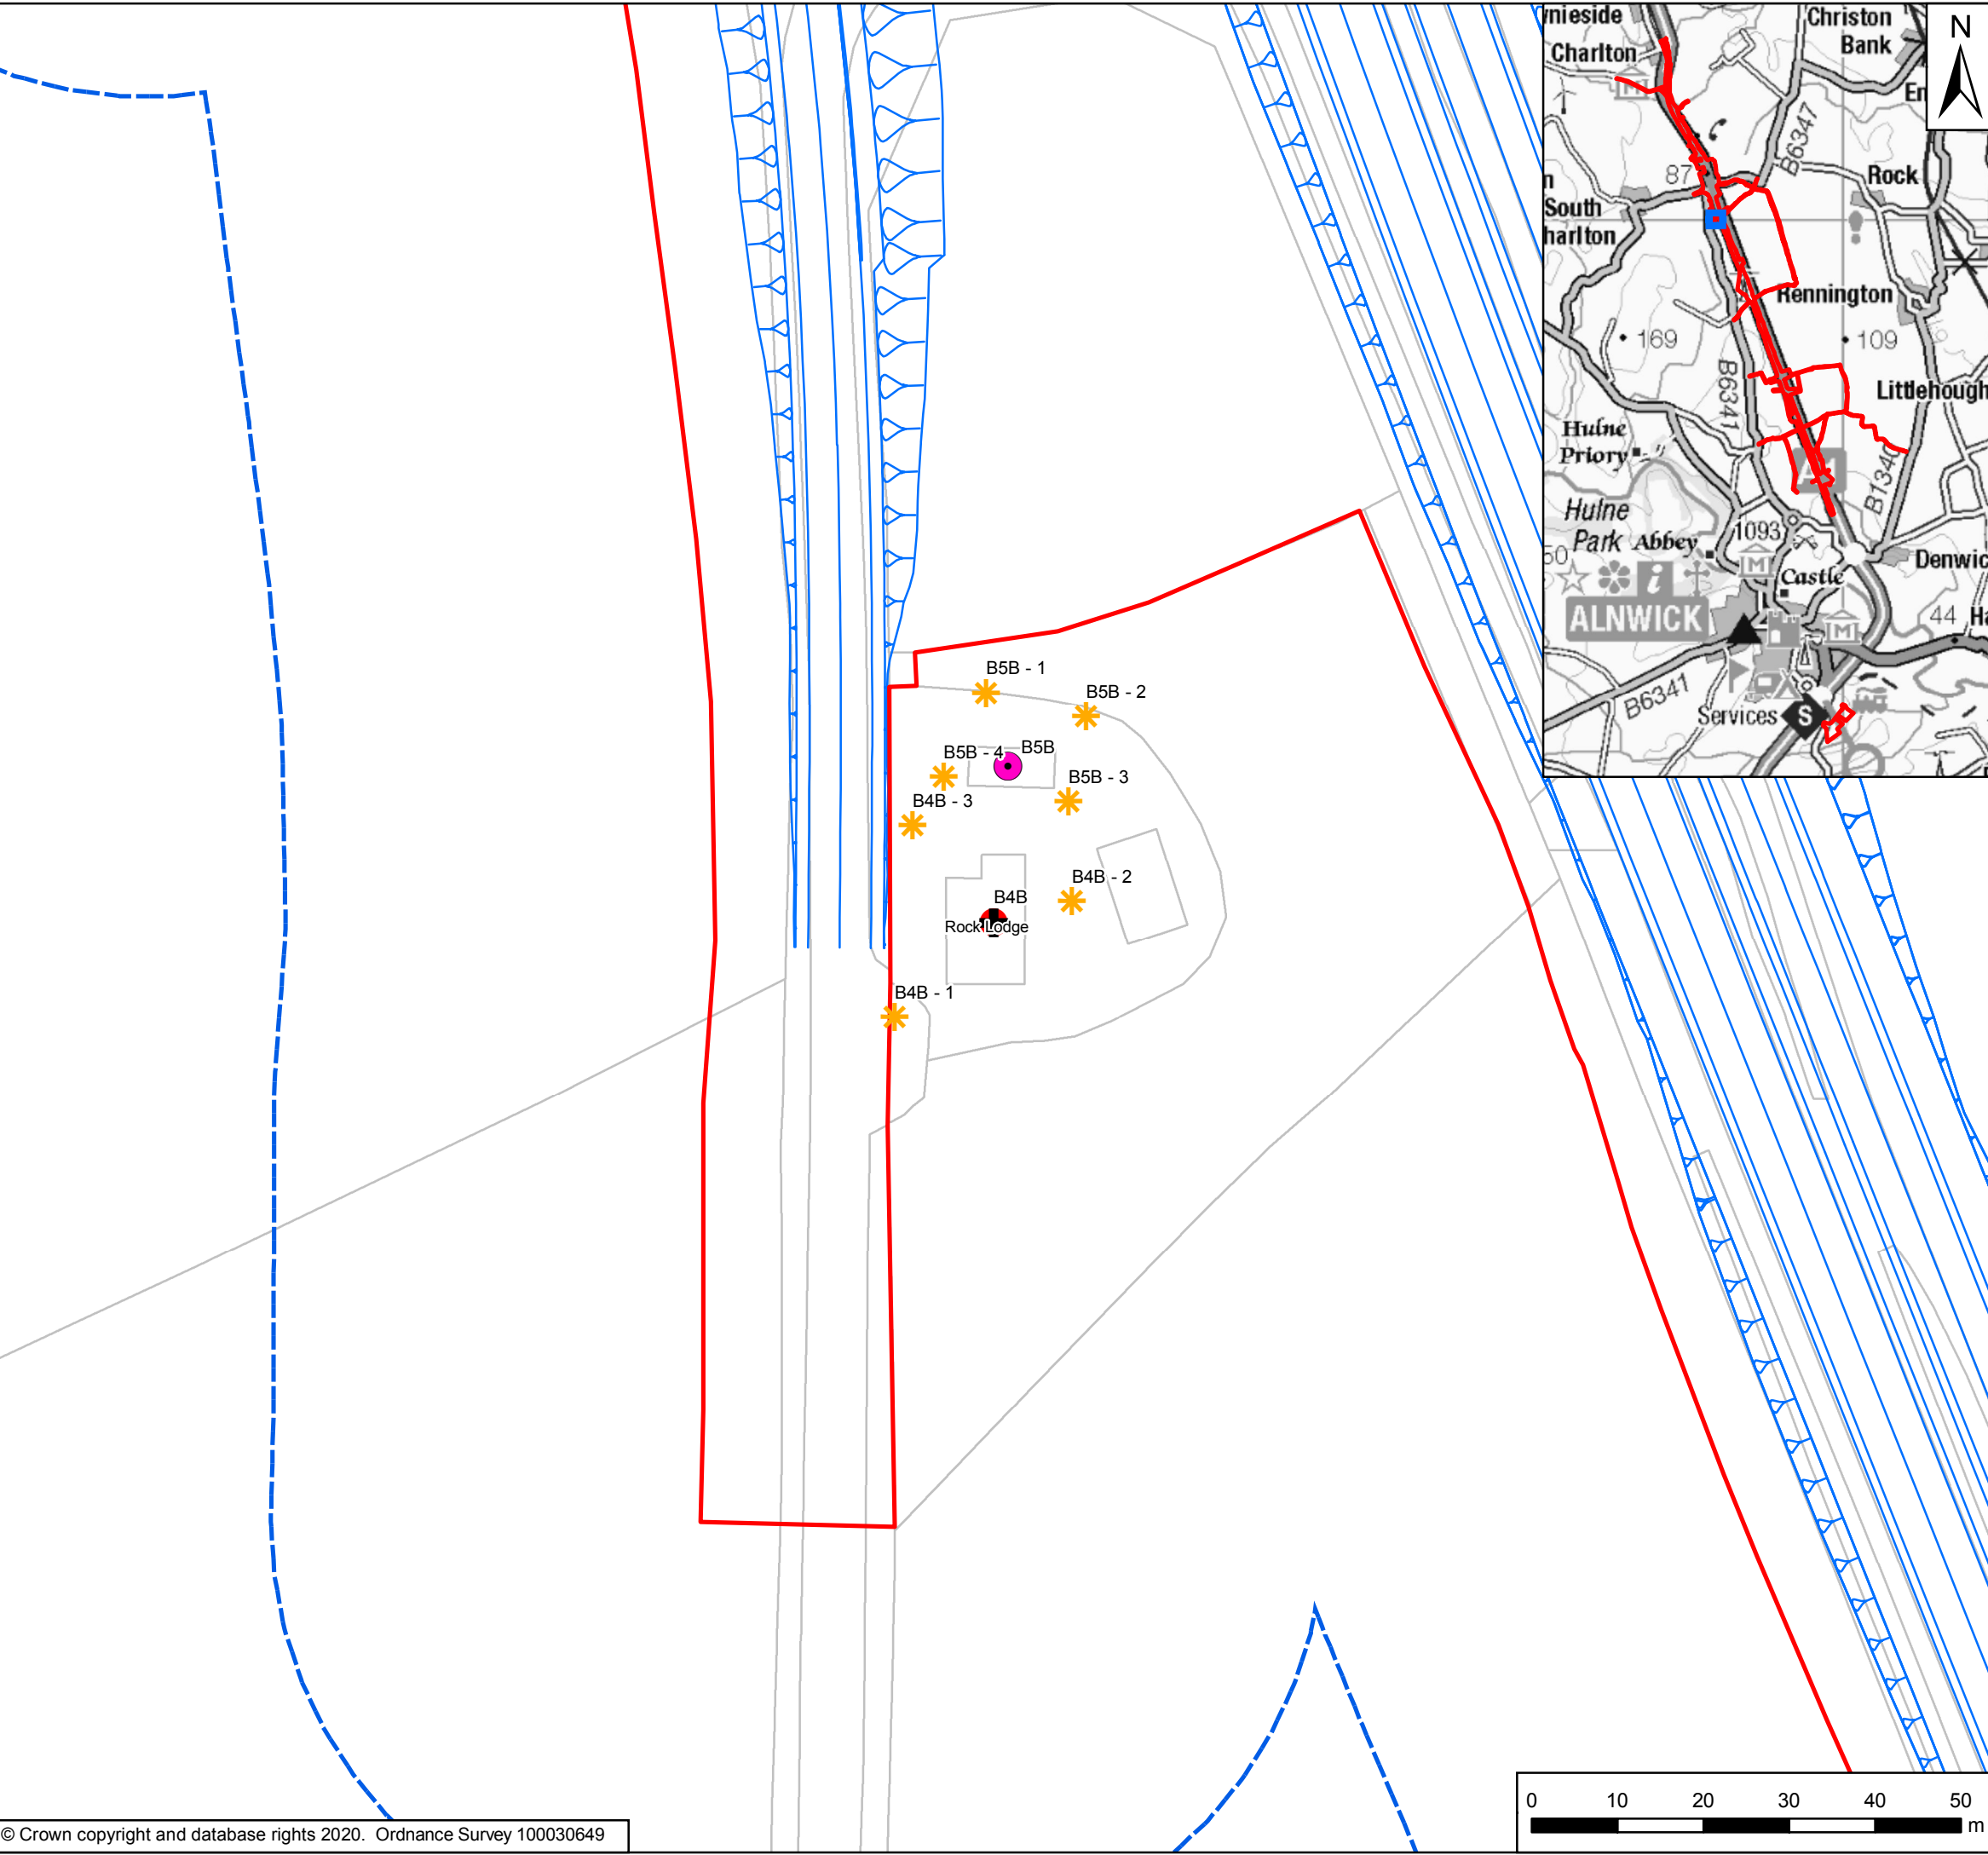 N
Charlton
Christon
Bank
B6347
87
Rock
South
harlton
Rennington
169
109
B6341
Littlehough
Hulne
Priory
B1340
Hulne
Park
Abbey
1093
Castle
Denwic
ALNWICK
44
B6341
Services
S
B5B - 1
B5B - 2
B5B - 4
B5B
B5B - 3
B4B - 3
B4B - 2
B4B
Rock Lodge
B4B - 1
0 10 20 30 40 50
m
© Crown copyright and database rights 2020. Ordnance Survey 100030649